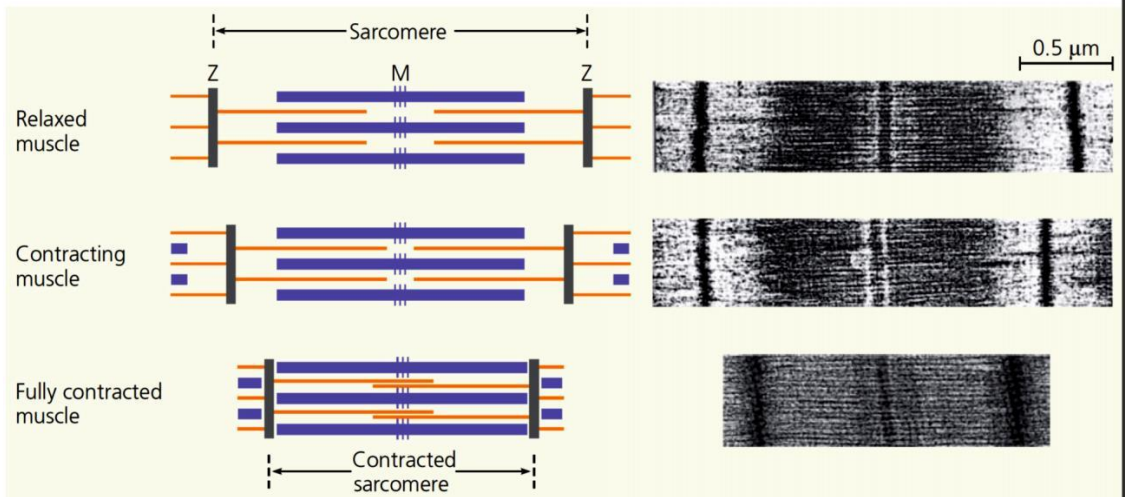 Sarcomere
0.5 μm
Z M Z
Relaxed
muscle
Contracting
muscle
Fully contracted
muscle
Contracted
sarcomere